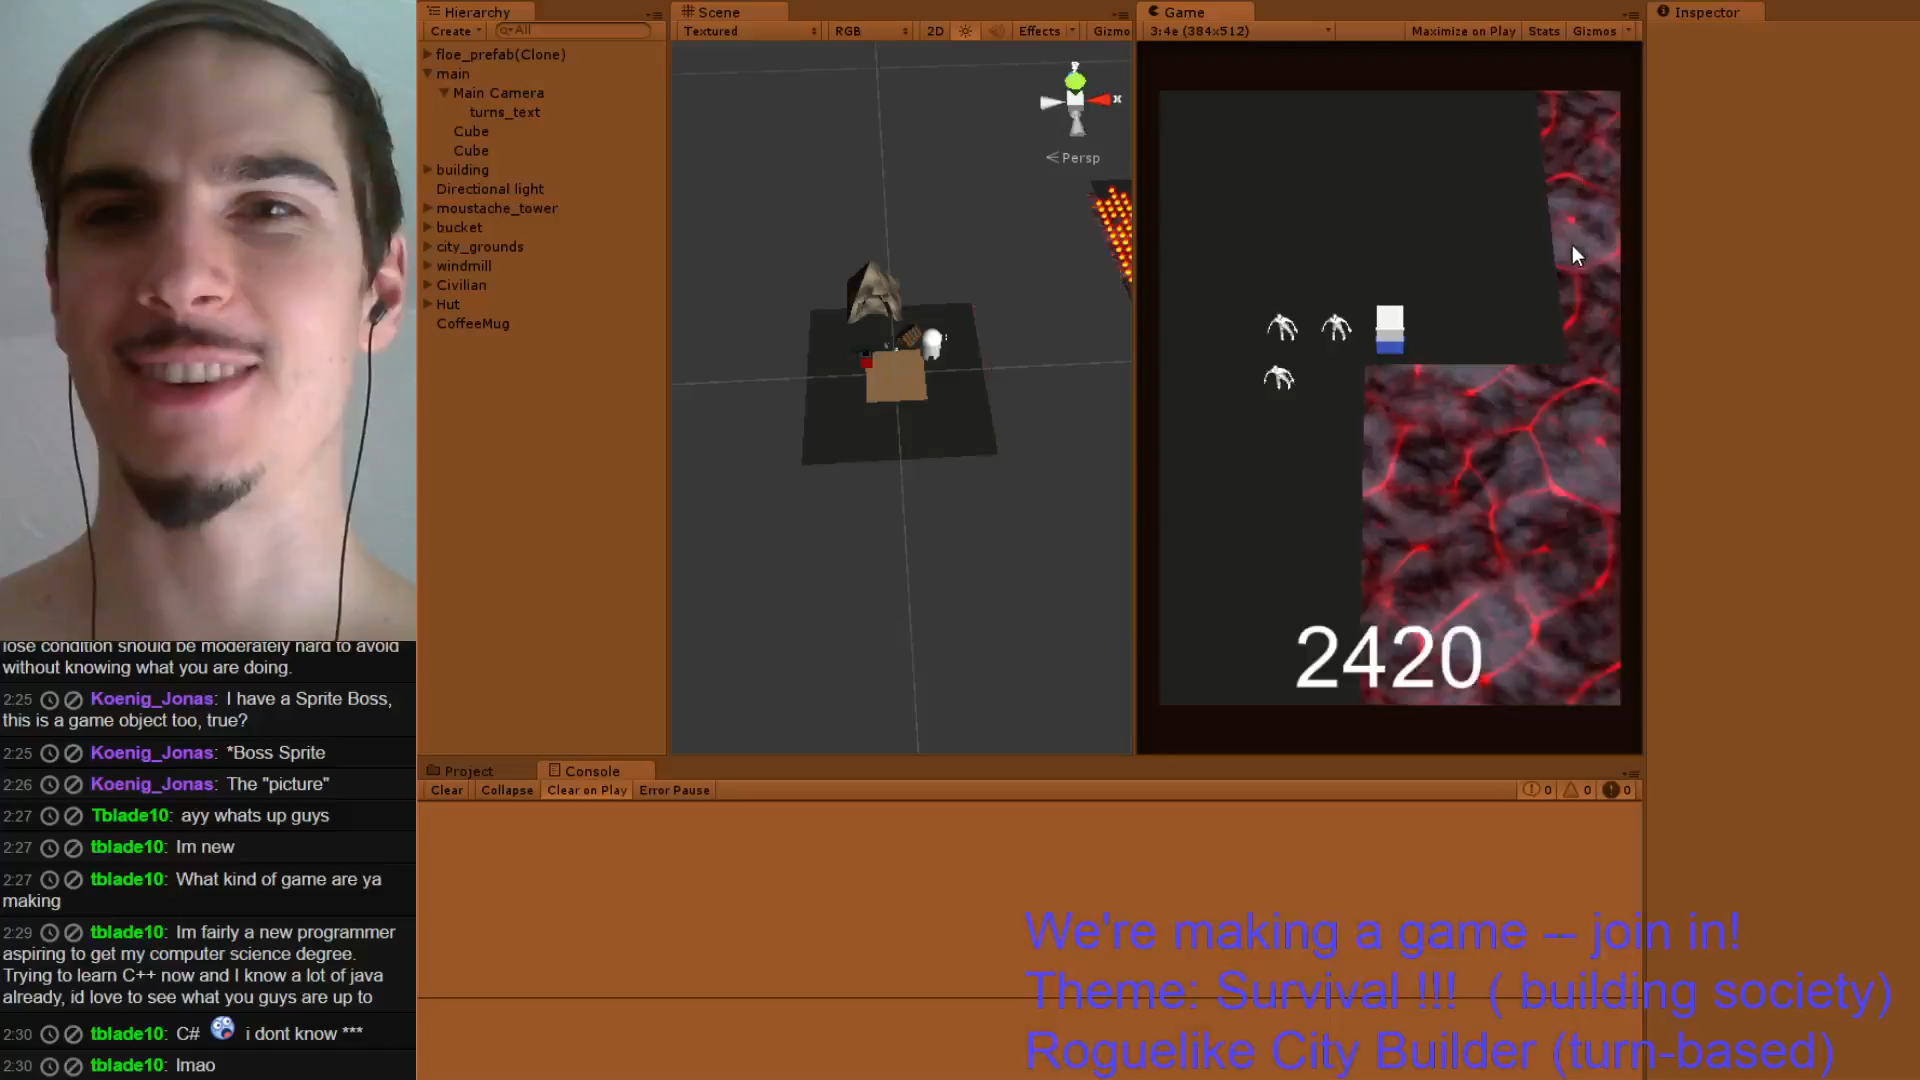 Hierarchy
Create
All
floe_prefab(Clone)
main
Main Camera
turns_text
Cube
Cube
building
Directional light
moustache_tower
bucket
city_grounds
windmill
Civilian
Hut
CoffeeMug
Scene
Textured
RGB
2D
Effects
Gizmo
y
x
Persp
Game
3:4e (384x512)
Maximize on Play
Stats
Gizmos
2420
Inspector
Project
Console
Clear
Collapse
Clear on Play
Error Pause
0
0
0
lose condition should be moderately hard to avoid
without knowing what you are doing.
2:25 Koenig_Jonas: I have a Sprite Boss,
this is a game object too, true?
2:25 Koenig_Jonas: *Boss Sprite
2:26 Koenig_Jonas: The "picture"
2:27 Tblade10: ayy whats up guys
2:27 tblade10: Im new
2:27 tblade10: What kind of game are ya
making
2:29 tblade10: Im fairly a new programmer
aspiring to get my computer science degree.
Trying to learn C++ now and I know a lot of java
already, id love to see what you guys are up to
2:30 tblade10: C# i dont know ***
2:30 tblade10: lmao
We're making a game -- join in!
Theme: Survival !!! ( building society)
Roguelike City Builder (turn-based)